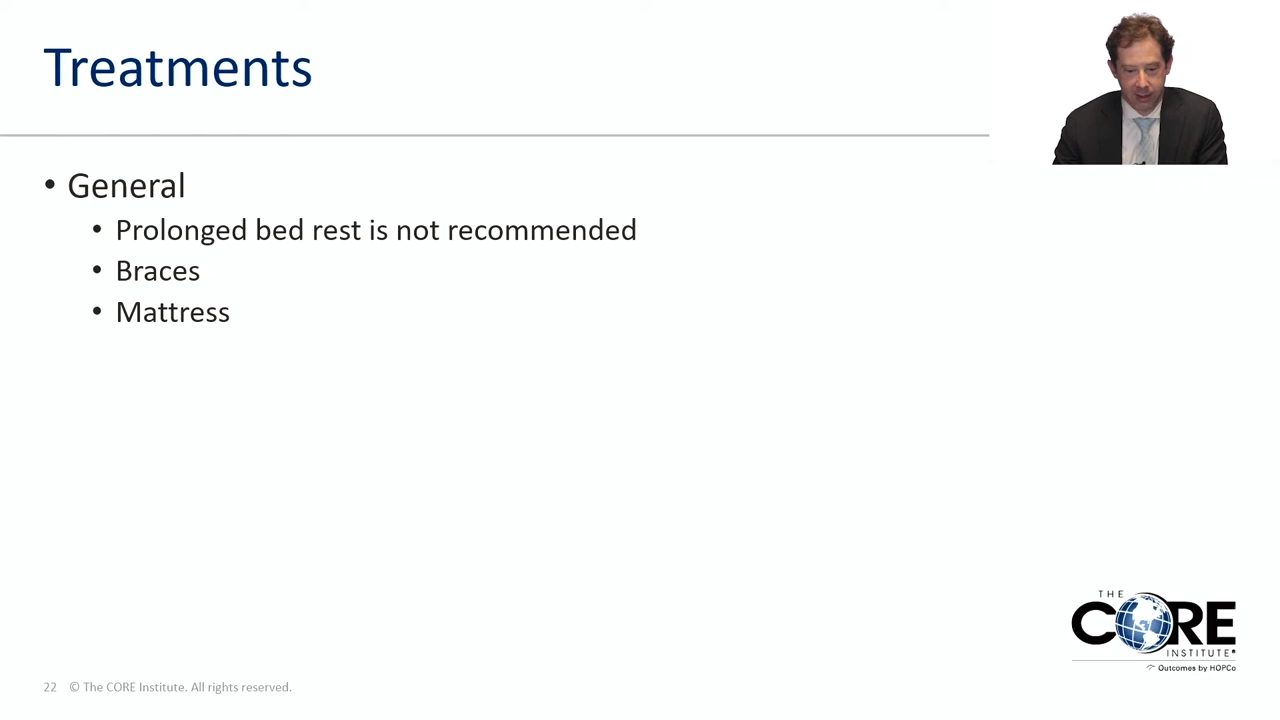 Treatments
• General
• Prolonged bed rest is not recommended
• Braces
• Mattress
THE
CORE
INSTITUTE®
Outcomes by HOPCo
22 © The CORE Institute. All rights reserved.